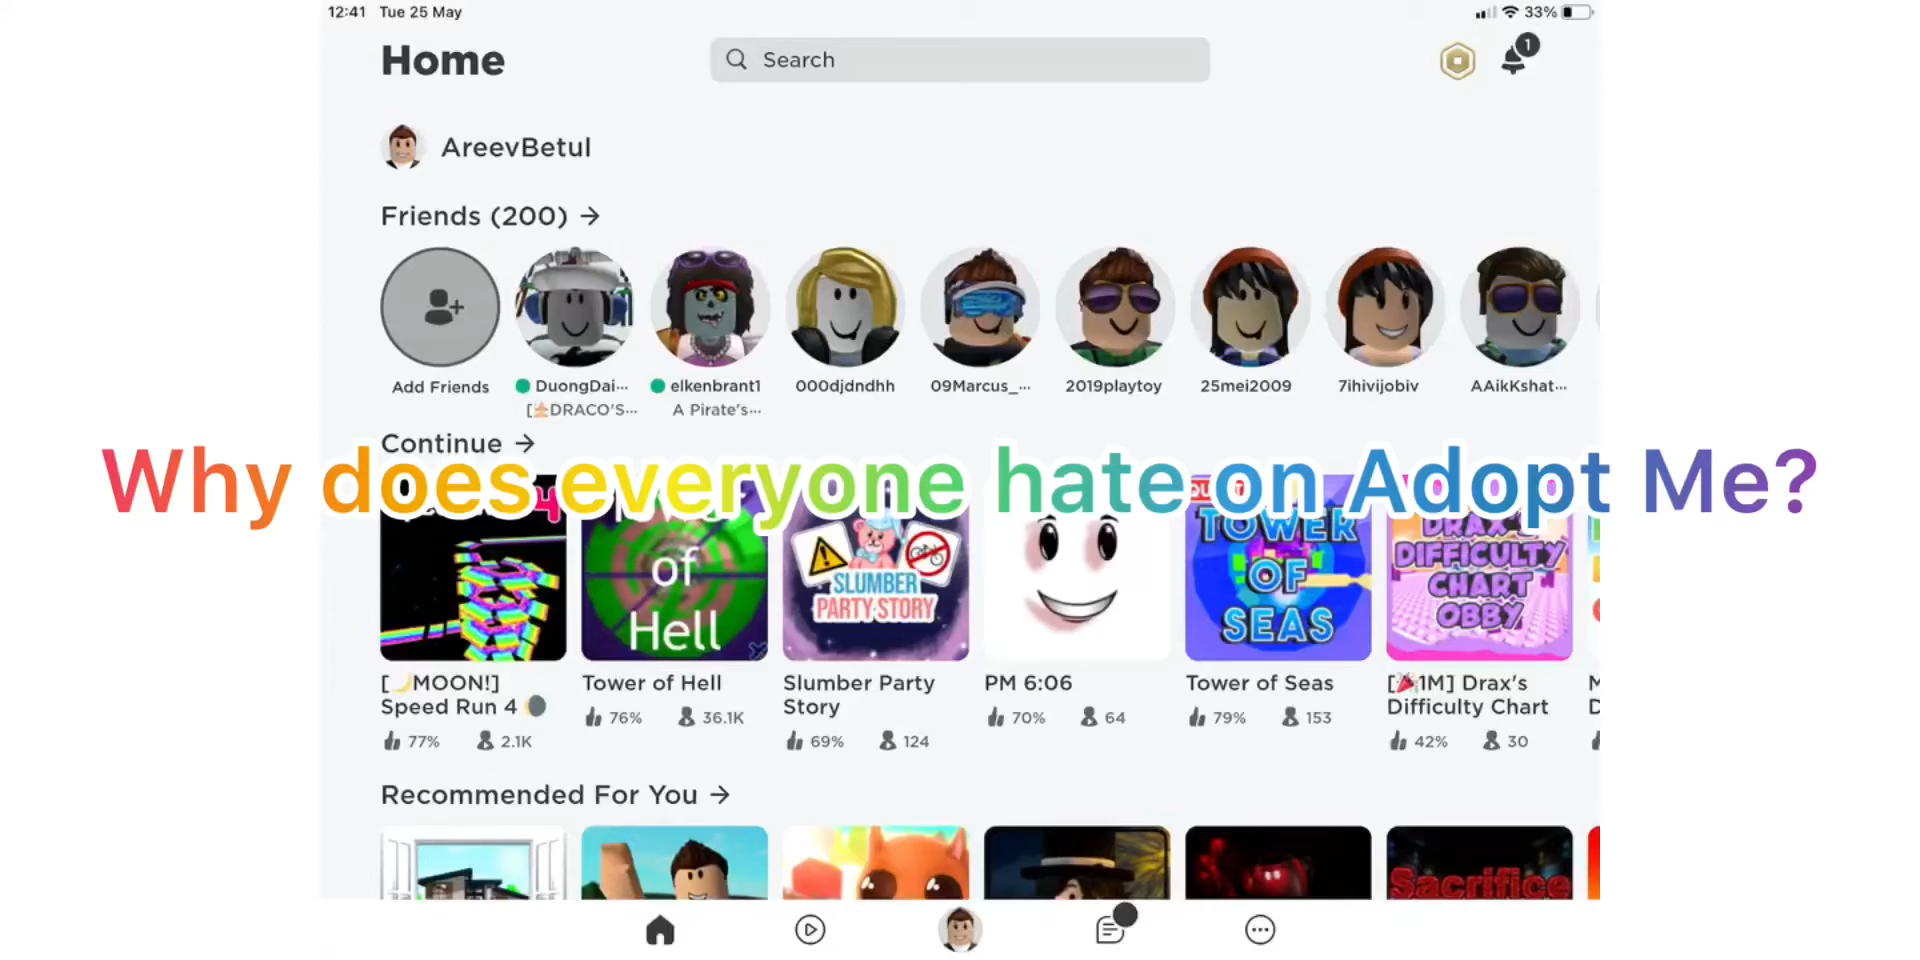 12:41 Tue 25 May
33%
Home
Search
1
AreevBetul
Friends (200) →
Add Friends
DuongDai...
elkenbrant1
000djdndhh
09Marcus_...
2019playtoy
25mei2009
7ihivijobiv
AAikKshat...
[DRACO'S...
A Pirate's...
Continue →
Why does everyone hate on Adopt Me?
of
Hell
SLUMBER
PARTY STORY
TOWER
OF
SEAS
DRAX'S
DIFFICULTY
CHART
OBBY
[🌙MOON!]
Speed Run 4 🌘
77% 2.1K
Tower of Hell
76% 36.1K
Slumber Party
Story
69% 124
PM 6:06
70% 64
Tower of Seas
79% 153
[🎉1M] Drax's
Difficulty Chart
42% 30
Recommended For You →
Sacrifice